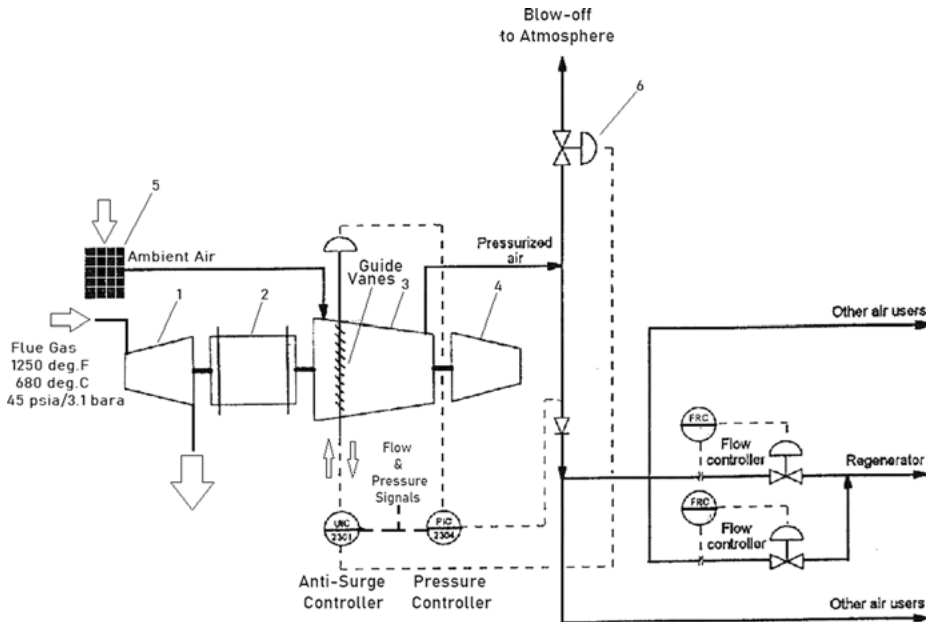 Blow-off
to Atmosphere
6
5
Ambient Air
Pressurized
air
Guide
Vanes
1
2
3
4
Other air users
Flue Gas
1250 deg.F
680 deg.C
45 psia/3.1 bara
FRC
Flow
controller
Regenerator
Flow
&
Pressure
Signals
UIC
2301
PIC
2304
FRC
Flow
controller
Anti-Surge
Controller
Pressure
Controller
Other air users